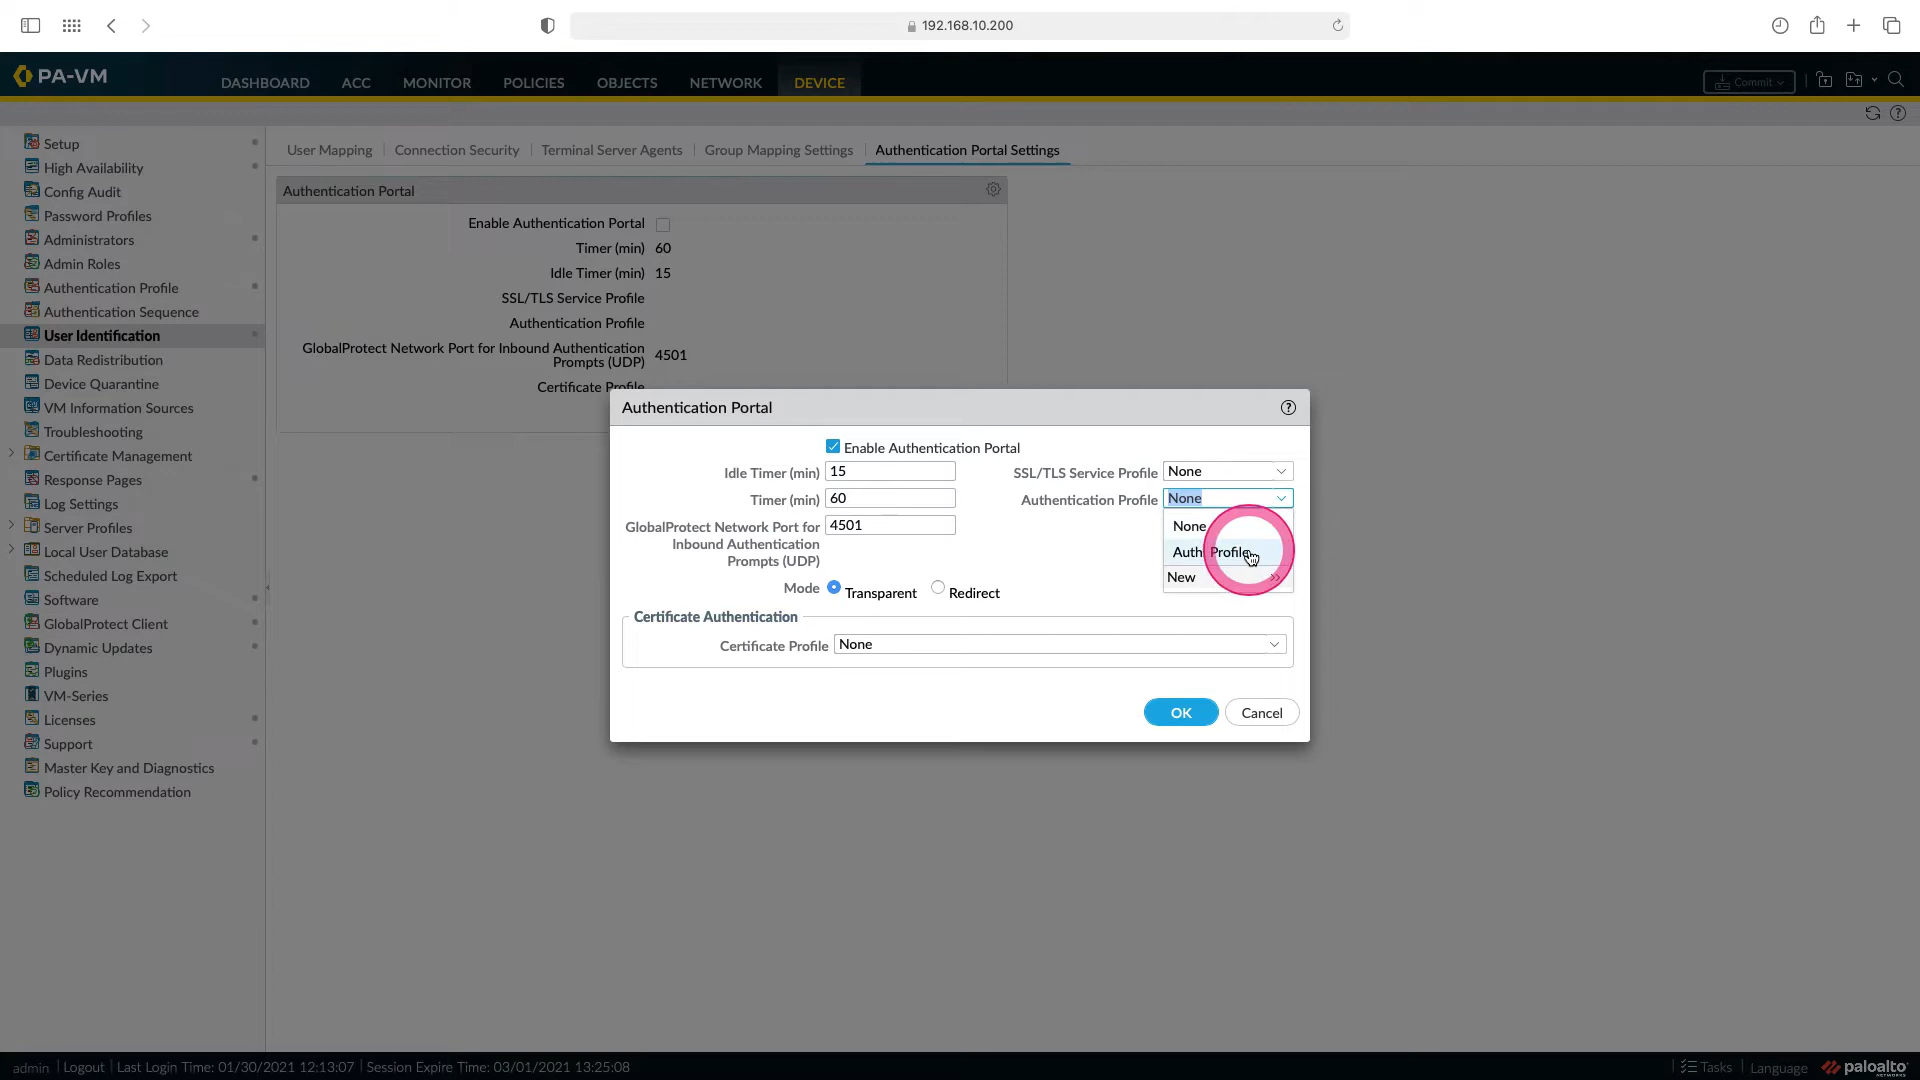 192.168.10.200
PA-VM
DASHBOARD
ACC
MONITOR
POLICIES
OBJECTS
NETWORK
DEVICE
Commit
Setup
High Availability
Config Audit
Password Profiles
Administrators
Admin Roles
Authentication Profile
Authentication Sequence
User Identification
Data Redistribution
Device Quarantine
VM Information Sources
Troubleshooting
Certificate Management
Response Pages
Log Settings
Server Profiles
Local User Database
Scheduled Log Export
Software
GlobalProtect Client
Dynamic Updates
Plugins
VM-Series
Licenses
Support
Master Key and Diagnostics
Policy Recommendation
User Mapping
Connection Security
Terminal Server Agents
Group Mapping Settings
Authentication Portal Settings
Authentication Portal
Enable Authentication Portal
Timer (min) 60
Idle Timer (min) 15
SSL/TLS Service Profile
Authentication Profile
GlobalProtect Network Port for Inbound Authentication
Prompts (UDP) 4501
Certificate Profile
Authentication Portal
Enable Authentication Portal
Idle Timer (min) 15
SSL/TLS Service Profile None
Timer (min) 60
Authentication Profile None
GlobalProtect Network Port for 4501
Inbound Authentication
Prompts (UDP)
None
Auth Profile
New
Mode Transparent Redirect
Certificate Authentication
Certificate Profile None
OK
Cancel
admin | Logout | Last Login Time: 01/30/2021 12:13:07 | Session Expire Time: 03/01/2021 13:25:08
Tasks | Language
paloalto
NETWORKS